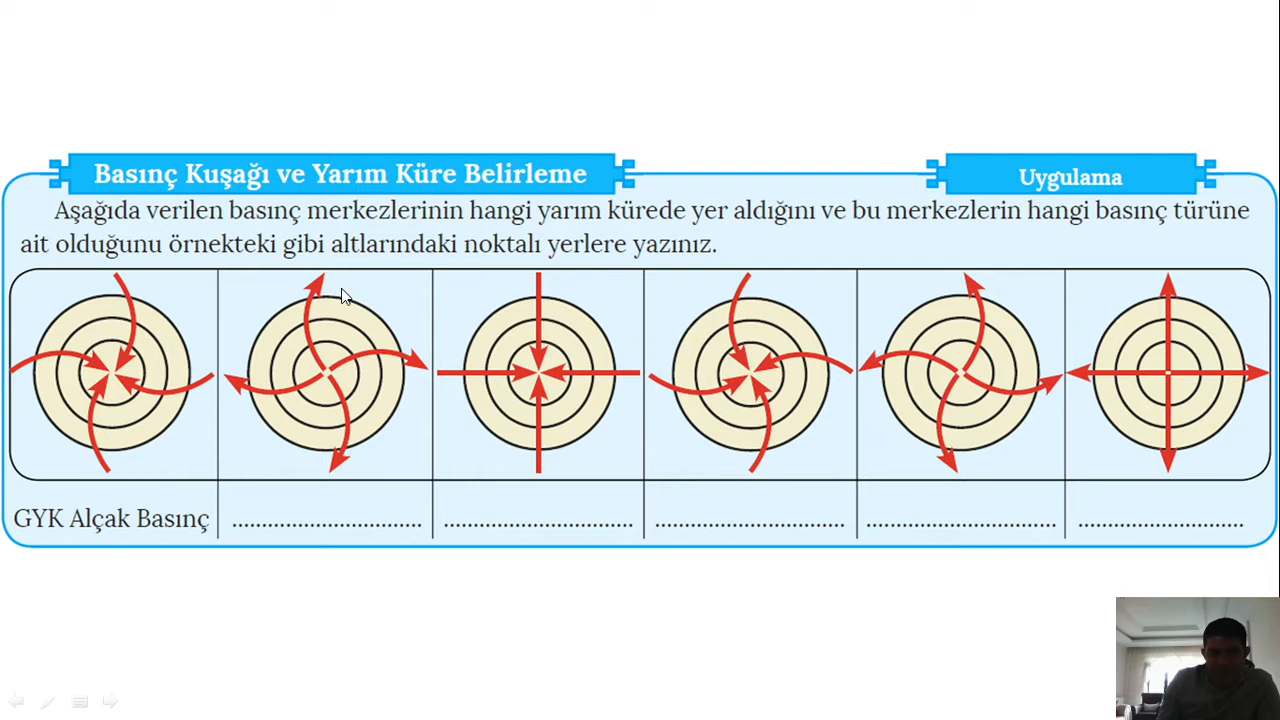 Basınç Kuşağı ve Yarım Küre Belirleme
Uygulama
Aşağıda verilen basınç merkezlerinin hangi yarım kürede yer aldığını ve bu merkezlerin hangi basınç türüne
ait olduğunu örnekteki gibi altlarındaki noktalı yerlere yazınız.
GYK Alçak Basınç